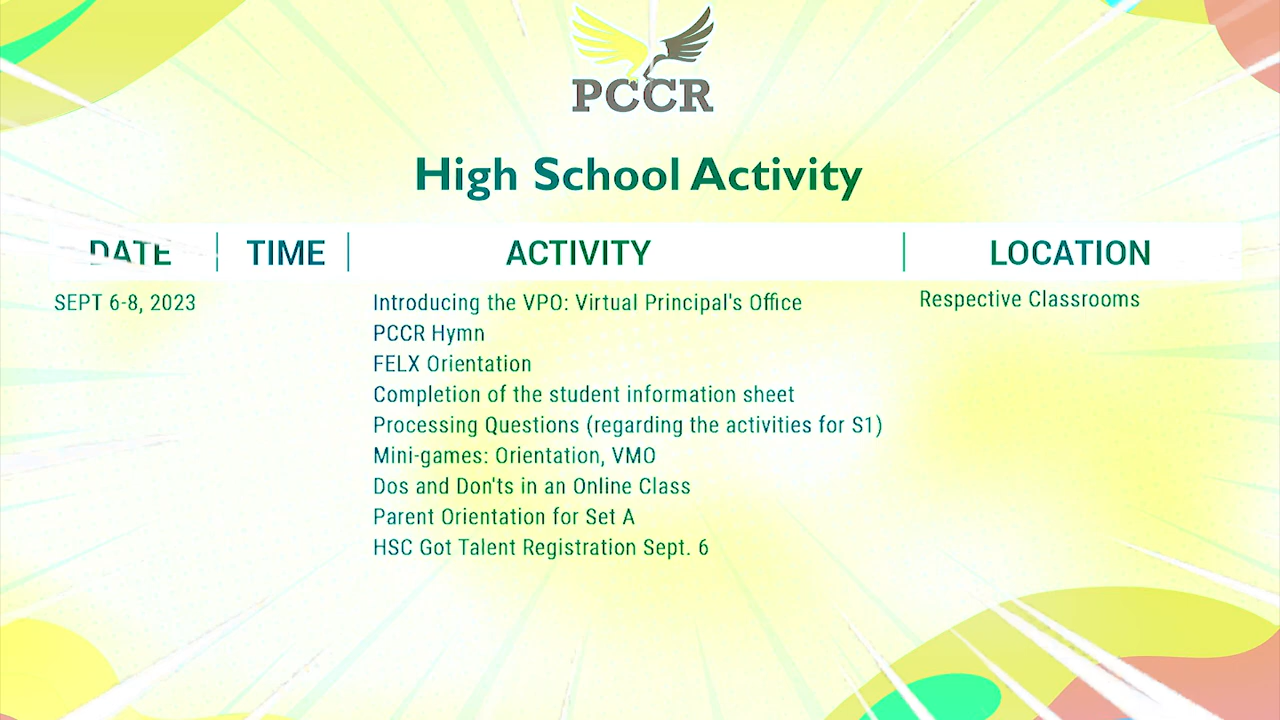 PCCR
High School Activity
DATE | TIME | ACTIVITY | LOCATION
SEPT 6-8, 2023
Introducing the VPO: Virtual Principal's Office
Respective Classrooms
PCCR Hymn
FELX Orientation
Completion of the student information sheet
Processing Questions (regarding the activities for S1)
Mini-games: Orientation, VMO
Dos and Don'ts in an Online Class
Parent Orientation for Set A
HSC Got Talent Registration Sept. 6